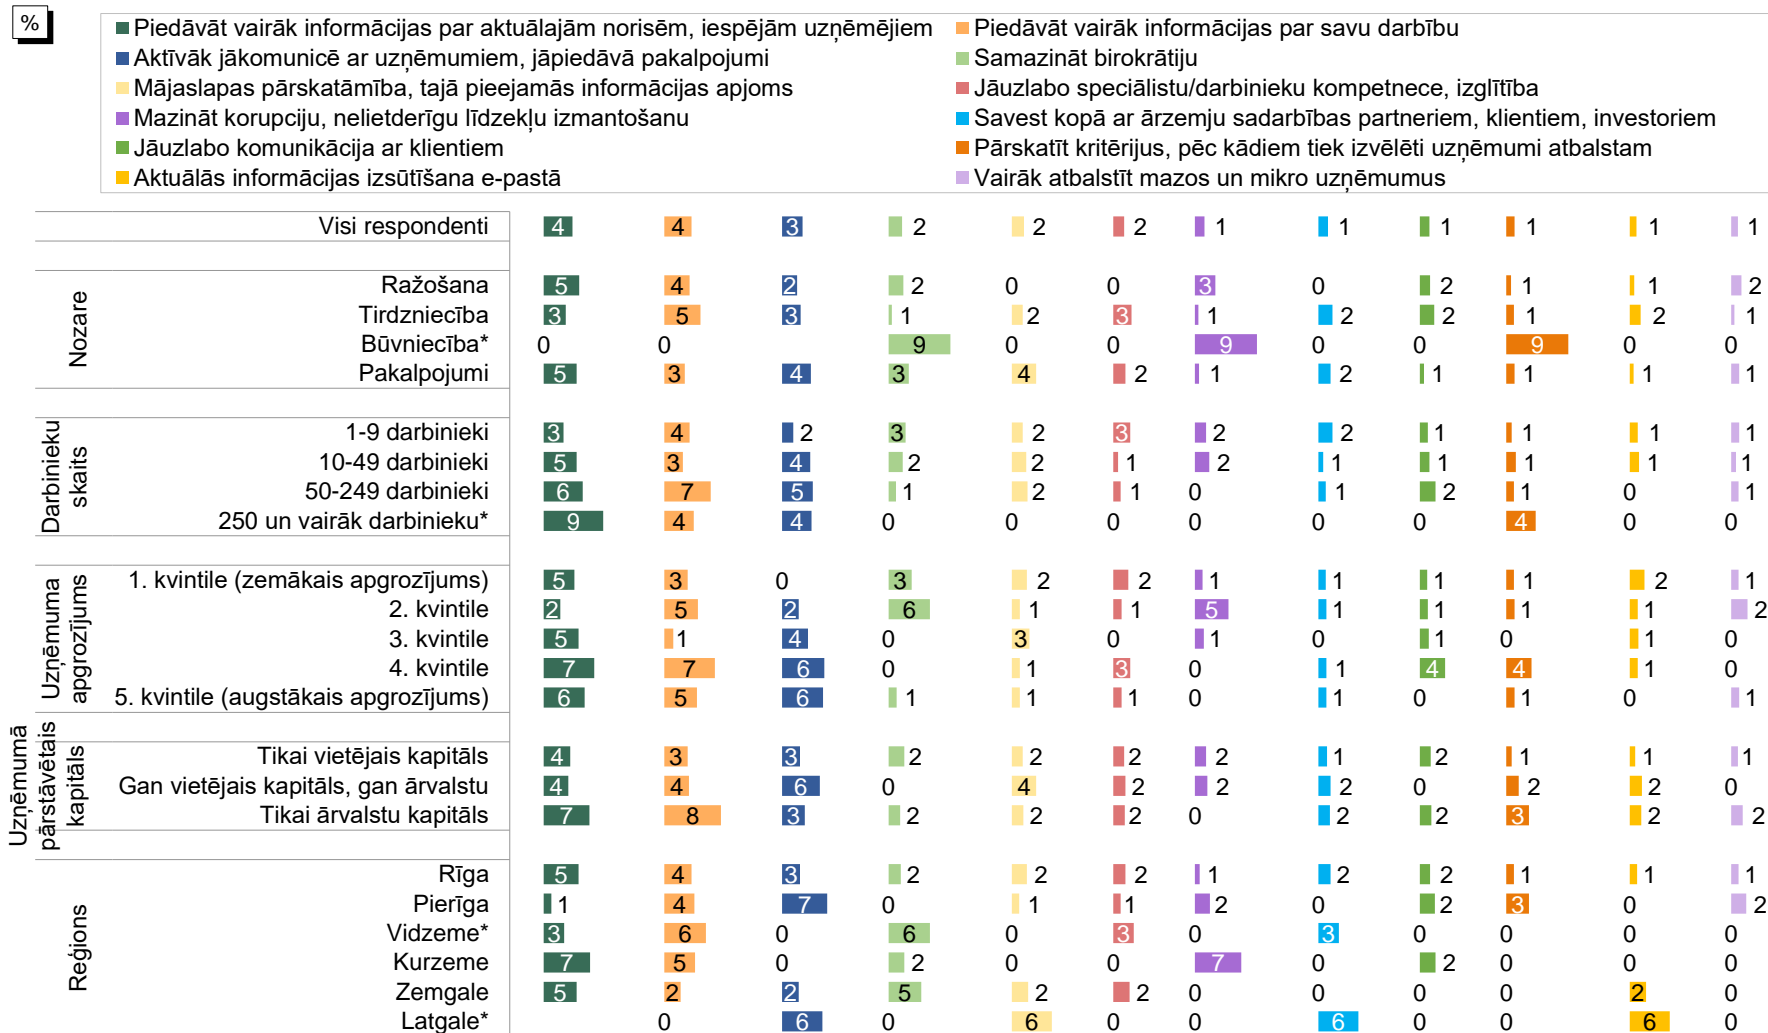 %
Piedāvāt vairāk informācijas par aktuālajām norisēm, iespējām uzņēmējiem
Piedāvāt vairāk informācijas par savu darbību
Aktīvāk jākomunicē ar uzņēmumiem, jāpiedāvā pakalpojumi
Samazināt birokrātiju
Mājaslapas pārskatāmība, tajā pieejamās informācijas apjoms
Jāuzlabo speciālistu/darbinieku kompetnece, izglītība
Mazināt korupciju, nelietderīgu līdzekļu izmantošanu
Savest kopā ar ārzemju sadarbības partneriem, klientiem, investoriem
Jāuzlabo komunikācija ar klientiem
Pārskatīt kritērijus, pēc kādiem tiek izvēlēti uzņēmumi atbalstam
Aktuālās informācijas izsūtīšana e-pastā
Vairāk atbalstīt mazos un mikro uzņēmumus
Visi respondenti 4 4 3 2 2 2 1 1 1 1 1 1
Nozare
Ražošana 5 4 2 2 0 0 3 0 2 1 1 2
Tirdzniecība 3 5 3 1 2 3 1 2 2 1 2 1
Būvniecība* 0 0 9 0 0 9 0 0 9 0 0
Pakalpojumi 5 3 4 3 4 2 1 2 1 1 1 1
Darbinieku
skaits
1-9 darbinieki 3 4 2 3 2 3 2 2 1 1 1 1
10-49 darbinieki 5 3 4 2 2 1 2 1 1 1 1 1
50-249 darbinieki 6 7 5 1 2 1 0 1 2 1 0 1
250 un vairāk darbinieku* 9 4 4 0 0 0 0 0 0 4 0 0
Uzņēmuma
apgrozījums
1. kvintile (zemākais apgrozījums) 5 3 0 3 2 2 1 1 1 1 2 1
2. kvintile 2 5 2 6 1 1 5 1 1 1 1 2
3. kvintile 5 1 4 0 3 0 1 0 1 0 1 0
4. kvintile 7 7 6 0 1 3 0 1 4 4 1 0
5. kvintile (augstākais apgrozījums) 6 5 6 1 1 1 0 1 0 1 0 1
Uzņēmumā
pārstāvētais
kapitāls
Tikai vietējais kapitāls 4 3 3 2 2 2 2 1 2 1 1 1
Gan vietējais kapitāls, gan ārvalstu 4 4 6 0 4 2 2 2 0 2 2 0
Tikai ārvalstu kapitāls 7 8 3 2 2 2 0 2 2 3 2 2
Reģions
Rīga 5 4 3 2 2 2 1 2 2 1 1 1
Pierīga 1 4 7 0 1 1 2 0 2 3 0 2
Vidzeme* 3 6 0 6 0 3 0 3 0 0 0 0
Kurzeme 7 5 0 2 0 0 7 0 2 0 0 0
Zemgale 5 2 2 5 2 2 0 0 0 0 2 0
Latgale* 0 6 0 6 0 0 6 0 0 6 0